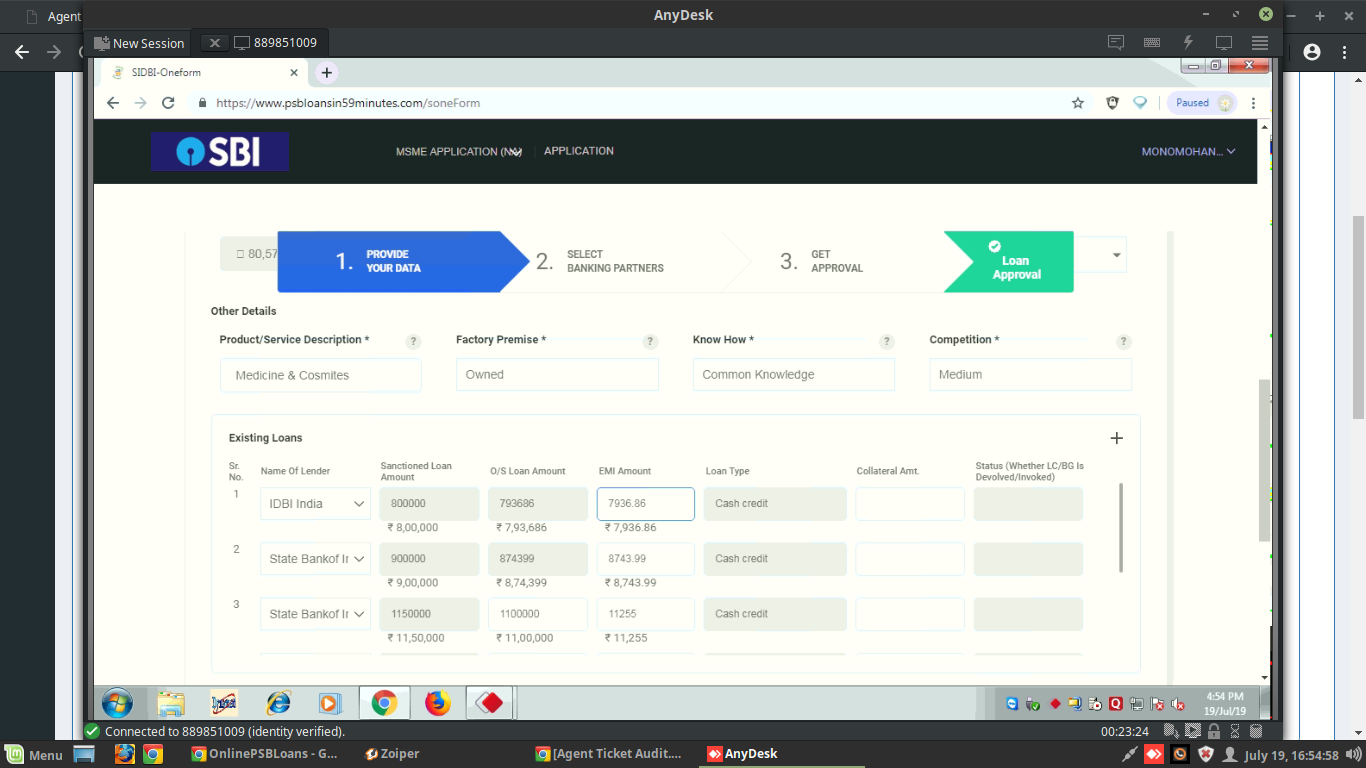 Agent
AnyDesk
New Session
889851009
SIDBI-Oneform
https://www.psbloansin59minutes.com/soneForm
Paused
SBI
MSME APPLICATION
APPLICATION
MONOMOHAN...
80,57
1. PROVIDE YOUR DATA
2. SELECT BANKING PARTNERS
3. GET APPROVAL
Loan Approval
Other Details
Product/Service Description * ? Factory Premise * ? Know How * ? Competition * ?
Medicine & Cosmites Owned Common Knowledge Medium
Existing Loans
Sr. No. Name Of Lender Sanctioned Loan Amount O/S Loan Amount EMI Amount Loan Type Collateral Amt. Status (Whether LC/BG Is Devolved/Invoked)
1 IDBI India 800000 793686 7936.86 Cash credit
₹ 8,00,000 ₹ 7,93,686 ₹ 7,936.86
2 State Bankof Ir 900000 874399 8743.99 Cash credit
₹ 9,00,000 ₹ 8,74,399 ₹ 8,743.99
3 State Bankof Ir 1150000 1100000 11255 Cash credit
₹ 11,50,000 ₹ 11,00,000 ₹ 11,255
4:54 PM
19/Jul/19
Connected to 889851009 (identity verified). 00:23:24
Menu OnlinePSBLoans - G... Zoiper [Agent Ticket Audit.... AnyDesk July 19, 16:54:58